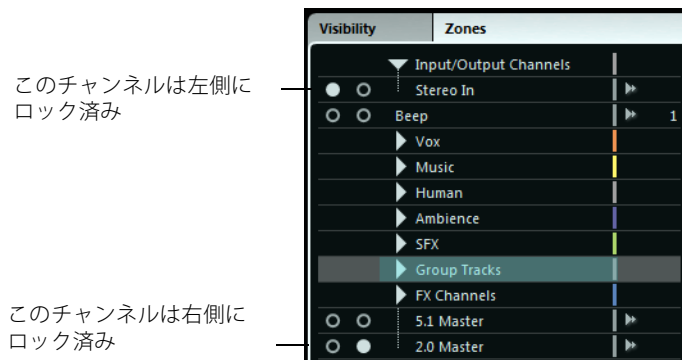 Visibility Zones
Input/Output Channels
このチャンネルは左側に
ロック済み
Stereo In
Beep 1
Vox
Music
Human
Ambience
SFX
Group Tracks
FX Channels
このチャンネルは右側に
ロック済み
5.1 Master
2.0 Master